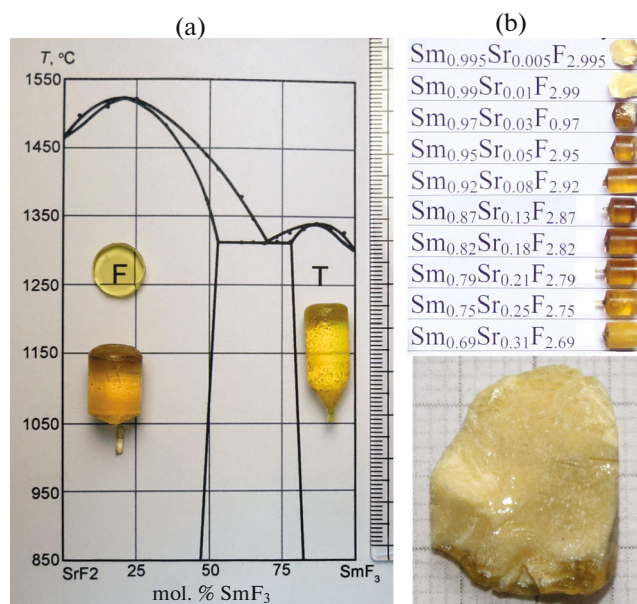 (a)
T, °C
1550
1450
1350
1250
1150
1050
950
850
F
T
SrF2 25 50 75 SmF₃
mol. % SmF₃
(b)
Sm₀.₉₉₅Sr₀.₀₀₅F₂.₉₉₅
Sm₀.₉₉Sr₀.₀₁F₂.₉₉
Sm₀.₉₇Sr₀.₀₃F₀.₉₇
Sm₀.₉₅Sr₀.₀₅F₂.₉₅
Sm₀.₉₂Sr₀.₀₈F₂.₉₂
Sm₀.₈₇Sr₀.₁₃F₂.₈₇
Sm₀.₈₂Sr₀.₁₈F₂.₈₂
Sm₀.₇₉Sr₀.₂₁F₂.₇₉
Sm₀.₇₅Sr₀.₂₅F₂.₇₅
Sm₀.₆₉Sr₀.₃₁F₂.₆₉